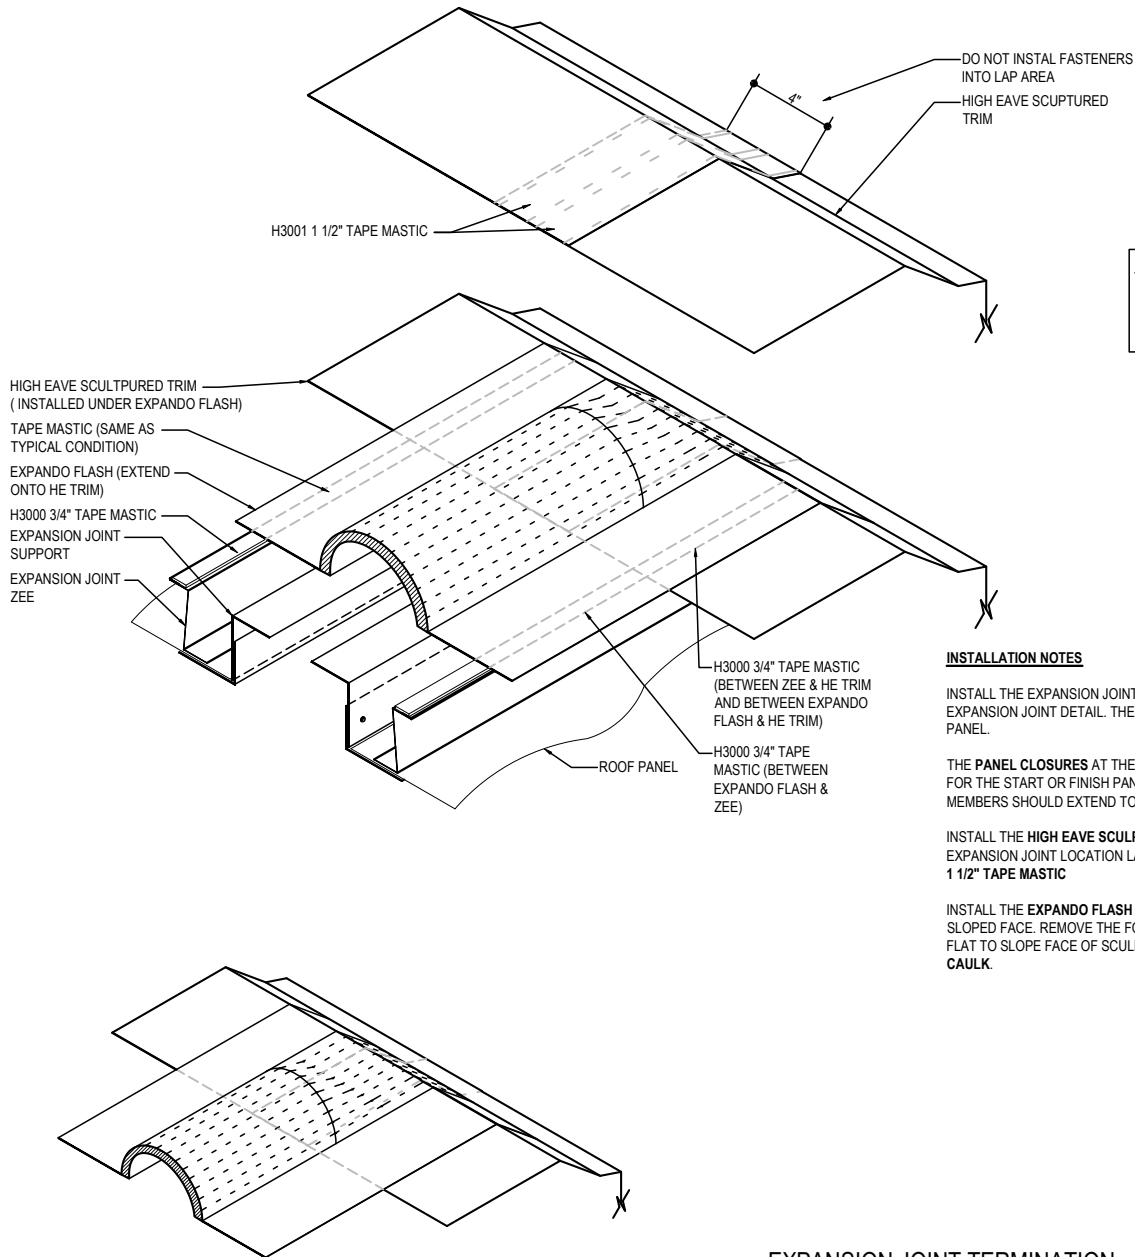 DO NOT INSTAL FASTENERS
INTO LAP AREA
HIGH EAVE SCUPTURED
TRIM
4"
H3001 1 1/2" TAPE MASTIC
HIGH EAVE SCULTPURED TRIM
( INSTALLED UNDER EXPANDO FLASH)
TAPE MASTIC (SAME AS
TYPICAL CONDITION)
EXPANDO FLASH (EXTEND
ONTO HE TRIM)
H3000 3/4" TAPE MASTIC
EXPANSION JOINT
SUPPORT
EXPANSION JOINT
ZEE
H3000 3/4" TAPE MASTIC
(BETWEEN ZEE & HE TRIM
AND BETWEEN EXPANDO
FLASH & HE TRIM)
H3000 3/4" TAPE
MASTIC (BETWEEN
EXPANDO FLASH &
ZEE)
ROOF PANEL
INSTALLATION NOTES
INSTALL THE EXPANSION JOINT
EXPANSION JOINT DETAIL. THE
PANEL.
THE PANEL CLOSURES AT THE
FOR THE START OR FINISH PAN
MEMBERS SHOULD EXTEND TO
INSTALL THE HIGH EAVE SCULP
EXPANSION JOINT LOCATION LA
1 1/2" TAPE MASTIC
INSTALL THE EXPANDO FLASH
SLOPED FACE. REMOVE THE FO
FLAT TO SLOPE FACE OF SCUL
CAULK.
EXPANSION JOINT TERMINATION